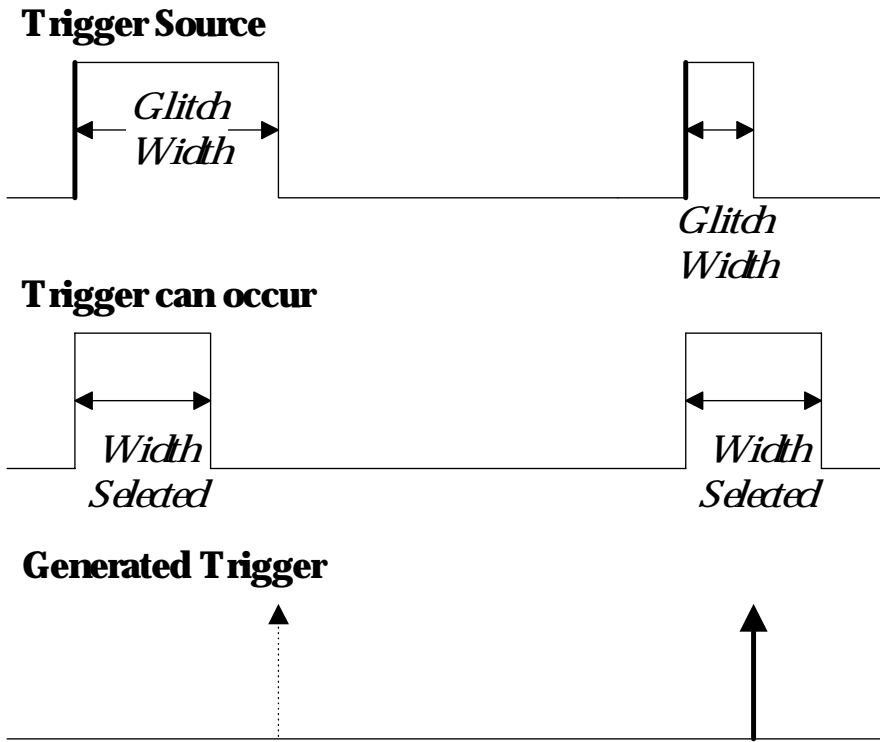 Trigger Source
Glitch
Width
Glitch
Width
Trigger can occur
Width
Selected
Width
Selected
Generated Trigger